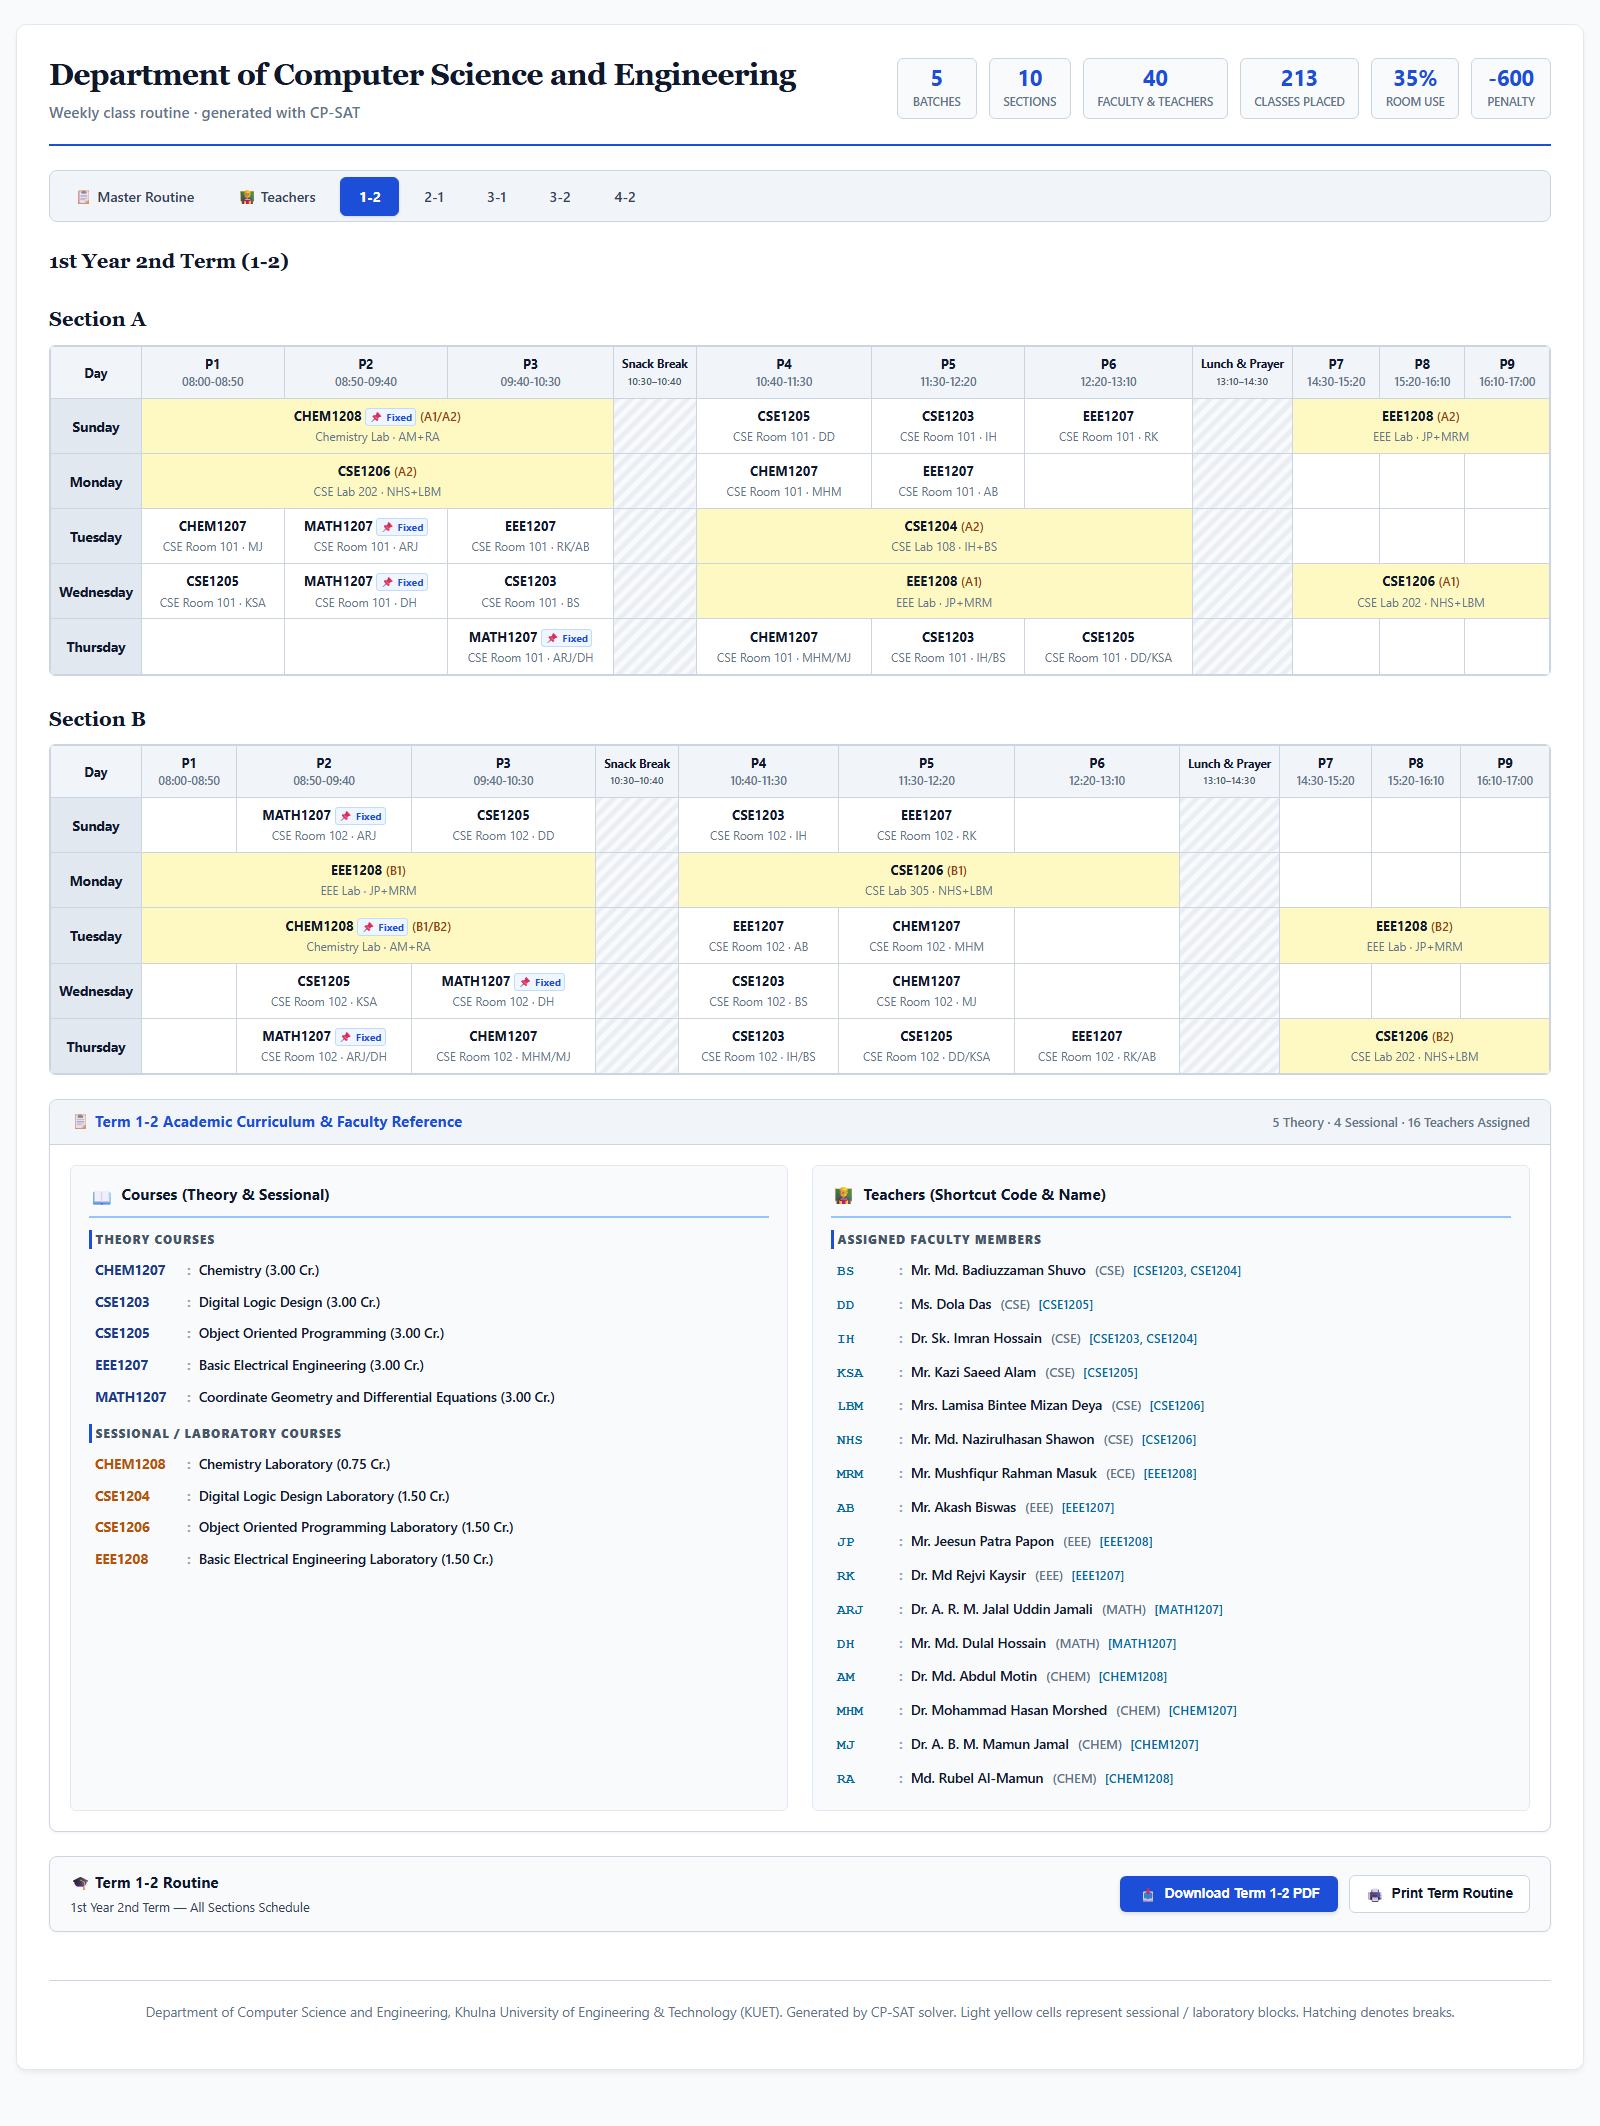 Department of Computer Science and Engineering
Weekly class routine · generated with CP-SAT
5
BATCHES
10
SECTIONS
40
FACULTY & TEACHERS
213
CLASSES PLACED
35%
ROOM USE
-600
PENALTY
Master Routine Teachers 1-2 2-1 3-1 3-2 4-2
1st Year 2nd Term (1-2)
Section A
Day P1 P2 P3 Snack Break P4 P5 P6 Lunch & Prayer P7 P8 P9
08:00-08:50 08:50-09:40 09:40-10:30 10:30–10:40 10:40-11:30 11:30-12:20 12:20-13:10 13:10–14:30 14:30-15:20 15:20-16:10 16:10-17:00
Sunday
CHEM1208 Fixed (A1/A2) CSE1205 CSE1203 EEE1207 EEE1208 (A2)
Chemistry Lab · AM+RA CSE Room 101 · DD CSE Room 101 · IH CSE Room 101 · RK EEE Lab · JP+MRM
Monday
CSE1206 (A2) CHEM1207 EEE1207
CSE Lab 202 · NHS+LBM CSE Room 101 · MHM CSE Room 101 · AB
Tuesday
CHEM1207 MATH1207 Fixed EEE1207 CSE1204 (A2)
CSE Room 101 · MJ CSE Room 101 · ARJ CSE Room 101 · RK/AB CSE Lab 108 · IH+BS
Wednesday
CSE1205 MATH1207 Fixed CSE1203 EEE1208 (A1) CSE1206 (A1)
CSE Room 101 · KSA CSE Room 101 · DH CSE Room 101 · BS EEE Lab · JP+MRM CSE Lab 202 · NHS+LBM
Thursday
MATH1207 Fixed CHEM1207 CSE1203 CSE1205
CSE Room 101 · ARJ/DH CSE Room 101 · MHM/MJ CSE Room 101 · IH/BS CSE Room 101 · DD/KSA
Section B
Day P1 P2 P3 Snack Break P4 P5 P6 Lunch & Prayer P7 P8 P9
08:00-08:50 08:50-09:40 09:40-10:30 10:30–10:40 10:40-11:30 11:30-12:20 12:20-13:10 13:10–14:30 14:30-15:20 15:20-16:10 16:10-17:00
Sunday
MATH1207 Fixed CSE1205 CSE1203 EEE1207
CSE Room 102 · ARJ CSE Room 102 · DD CSE Room 102 · IH CSE Room 102 · RK
Monday
EEE1208 (B1) CSE1206 (B1)
EEE Lab · JP+MRM CSE Lab 305 · NHS+LBM
Tuesday
CHEM1208 Fixed (B1/B2) EEE1207 CHEM1207 EEE1208 (B2)
Chemistry Lab · AM+RA CSE Room 102 · AB CSE Room 102 · MHM EEE Lab · JP+MRM
Wednesday
CSE1205 MATH1207 Fixed CSE1203 CHEM1207
CSE Room 102 · KSA CSE Room 102 · DH CSE Room 102 · BS CSE Room 102 · MJ
Thursday
MATH1207 Fixed CHEM1207 CSE1203 CSE1205 EEE1207 CSE1206 (B2)
CSE Room 102 · ARJ/DH CSE Room 102 · MHM/MJ CSE Room 102 · IH/BS CSE Room 102 · DD/KSA CSE Room 102 · RK/AB CSE Lab 202 · NHS+LBM
Term 1-2 Academic Curriculum & Faculty Reference
5 Theory · 4 Sessional · 16 Teachers Assigned
Courses (Theory & Sessional)
THEORY COURSES
CHEM1207 : Chemistry (3.00 Cr.)
CSE1203 : Digital Logic Design (3.00 Cr.)
CSE1205 : Object Oriented Programming (3.00 Cr.)
EEE1207 : Basic Electrical Engineering (3.00 Cr.)
MATH1207 : Coordinate Geometry and Differential Equations (3.00 Cr.)
SESSIONAL / LABORATORY COURSES
CHEM1208 : Chemistry Laboratory (0.75 Cr.)
CSE1204 : Digital Logic Design Laboratory (1.50 Cr.)
CSE1206 : Object Oriented Programming Laboratory (1.50 Cr.)
EEE1208 : Basic Electrical Engineering Laboratory (1.50 Cr.)
Teachers (Shortcut Code & Name)
ASSIGNED FACULTY MEMBERS
BS : Mr. Md. Badiuzzaman Shuvo (CSE) [CSE1203, CSE1204]
DD : Ms. Dola Das (CSE) [CSE1205]
IH : Dr. Sk. Imran Hossain (CSE) [CSE1203, CSE1204]
KSA : Mr. Kazi Saeed Alam (CSE) [CSE1205]
LBM : Mrs. Lamisa Bintee Mizan Deya (CSE) [CSE1206]
NHS : Mr. Md. Nazirulhasan Shawon (CSE) [CSE1206]
MRM : Mr. Mushfiqur Rahman Masuk (ECE) [EEE1208]
AB : Mr. Akash Biswas (EEE) [EEE1207]
JP : Mr. Jeesun Patra Papon (EEE) [EEE1208]
RK : Dr. Md Rejvi Kaysir (EEE) [EEE1207]
ARJ : Dr. A. R. M. Jalal Uddin Jamali (MATH) [MATH1207]
DH : Mr. Md. Dulal Hossain (MATH) [MATH1207]
AM : Dr. Md. Abdul Motin (CHEM) [CHEM1208]
MHM : Dr. Mohammad Hasan Morshed (CHEM) [CHEM1207]
MJ : Dr. A. B. M. Mamun Jamal (CHEM) [CHEM1207]
RA : Md. Rubel Al-Mamun (CHEM) [CHEM1208]
Term 1-2 Routine
1st Year 2nd Term — All Sections Schedule
Download Term 1-2 PDF
Print Term Routine
Department of Computer Science and Engineering, Khulna University of Engineering & Technology (KUET). Generated by CP-SAT solver. Light yellow cells represent sessional / laboratory blocks. Hatching denotes breaks.